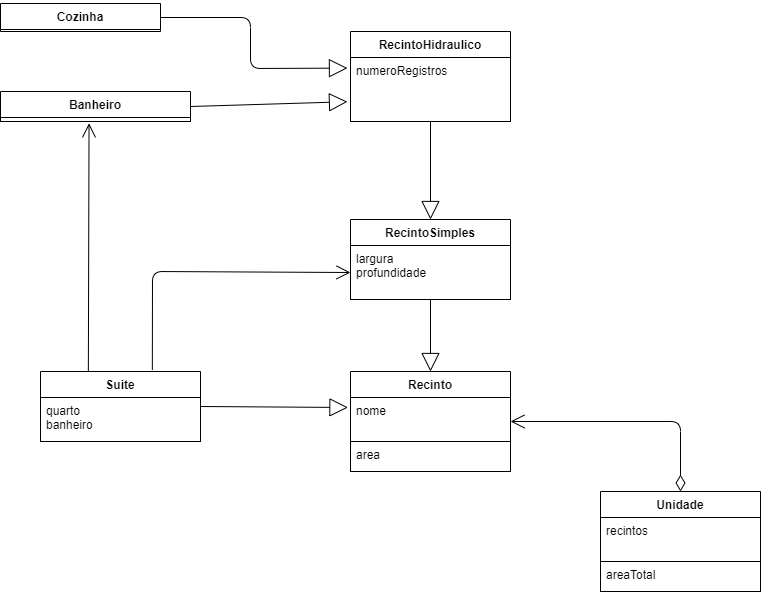 Cozinha
RecintoHidraulico
numeroRegistros
Banheiro
RecintoSimples
largura
profundidade
Suite
quarto
banheiro
Recinto
nome
area
Unidade
recintos
areaTotal